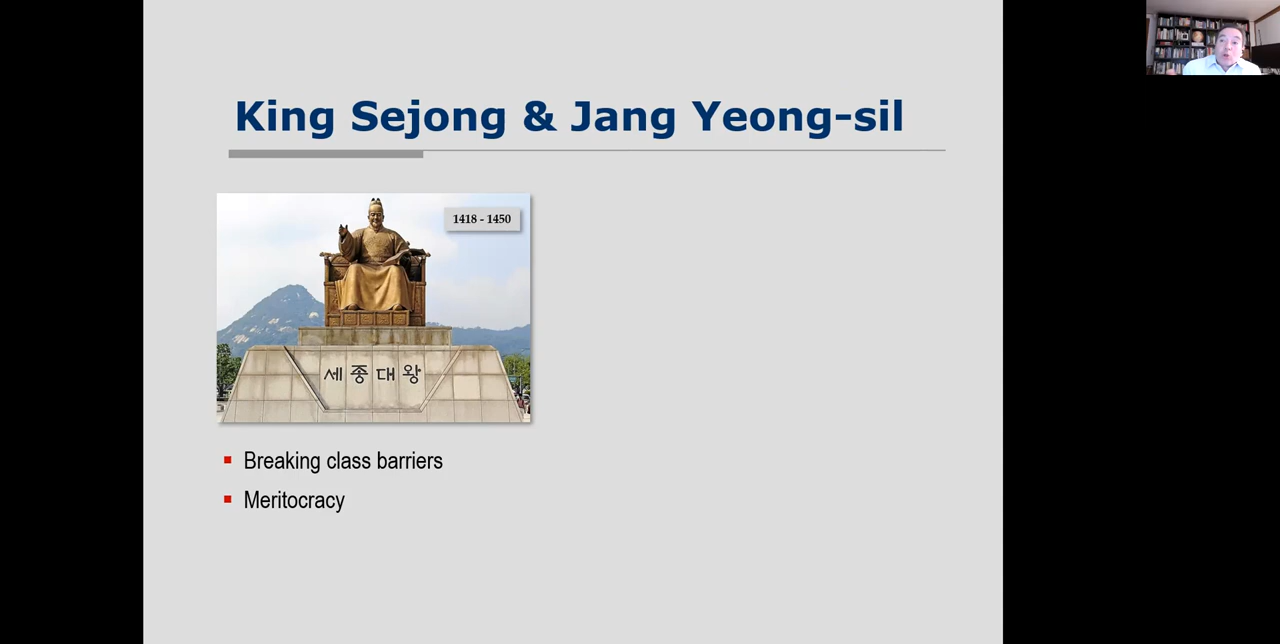 King Sejong & Jang Yeong-sil
1418 - 1450
세종대왕
Breaking class barriers
Meritocracy